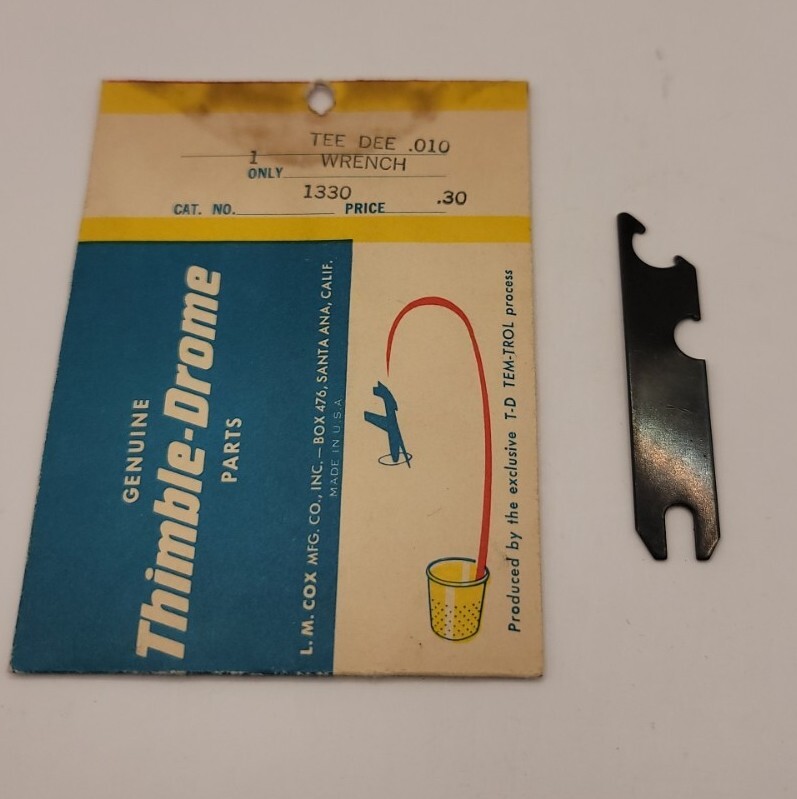 TEE DEE .010
1 WRENCH
ONLY
1330 .30
CAT. NO. PRICE
GENUINE
Thimble-Drome
PARTS
L. M. COX MFG. CO., INC. — BOX 476, SANTA ANA, CALIF.
MADE IN U.S.A.
Produced by the exclusive T-D TEM-TROL process